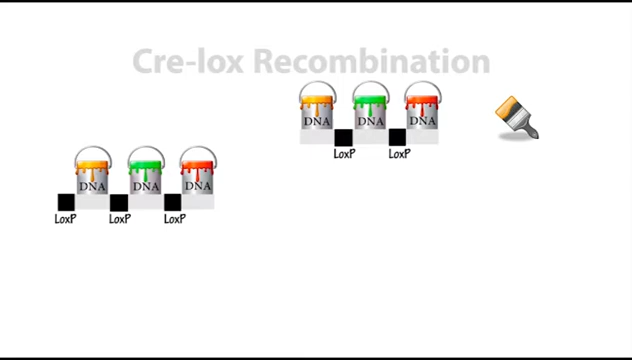 Cre-lox Recombination
DNA DNA DNA
LoxP LoxP
DNA DNA DNA
LoxP LoxP LoxP